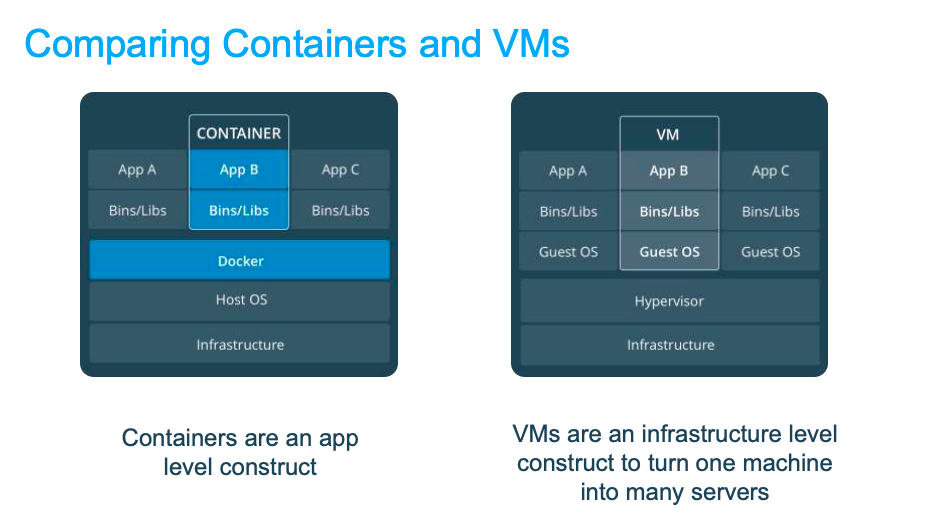 Comparing Containers and VMs
CONTAINER
App A App B App C
Bins/Libs Bins/Libs Bins/Libs
Docker
Host OS
Infrastructure
Containers are an app
level construct
VM
App A App B App C
Bins/Libs Bins/Libs Bins/Libs
Guest OS Guest OS Guest OS
Hypervisor
Infrastructure
VMs are an infrastructure level
construct to turn one machine
into many servers